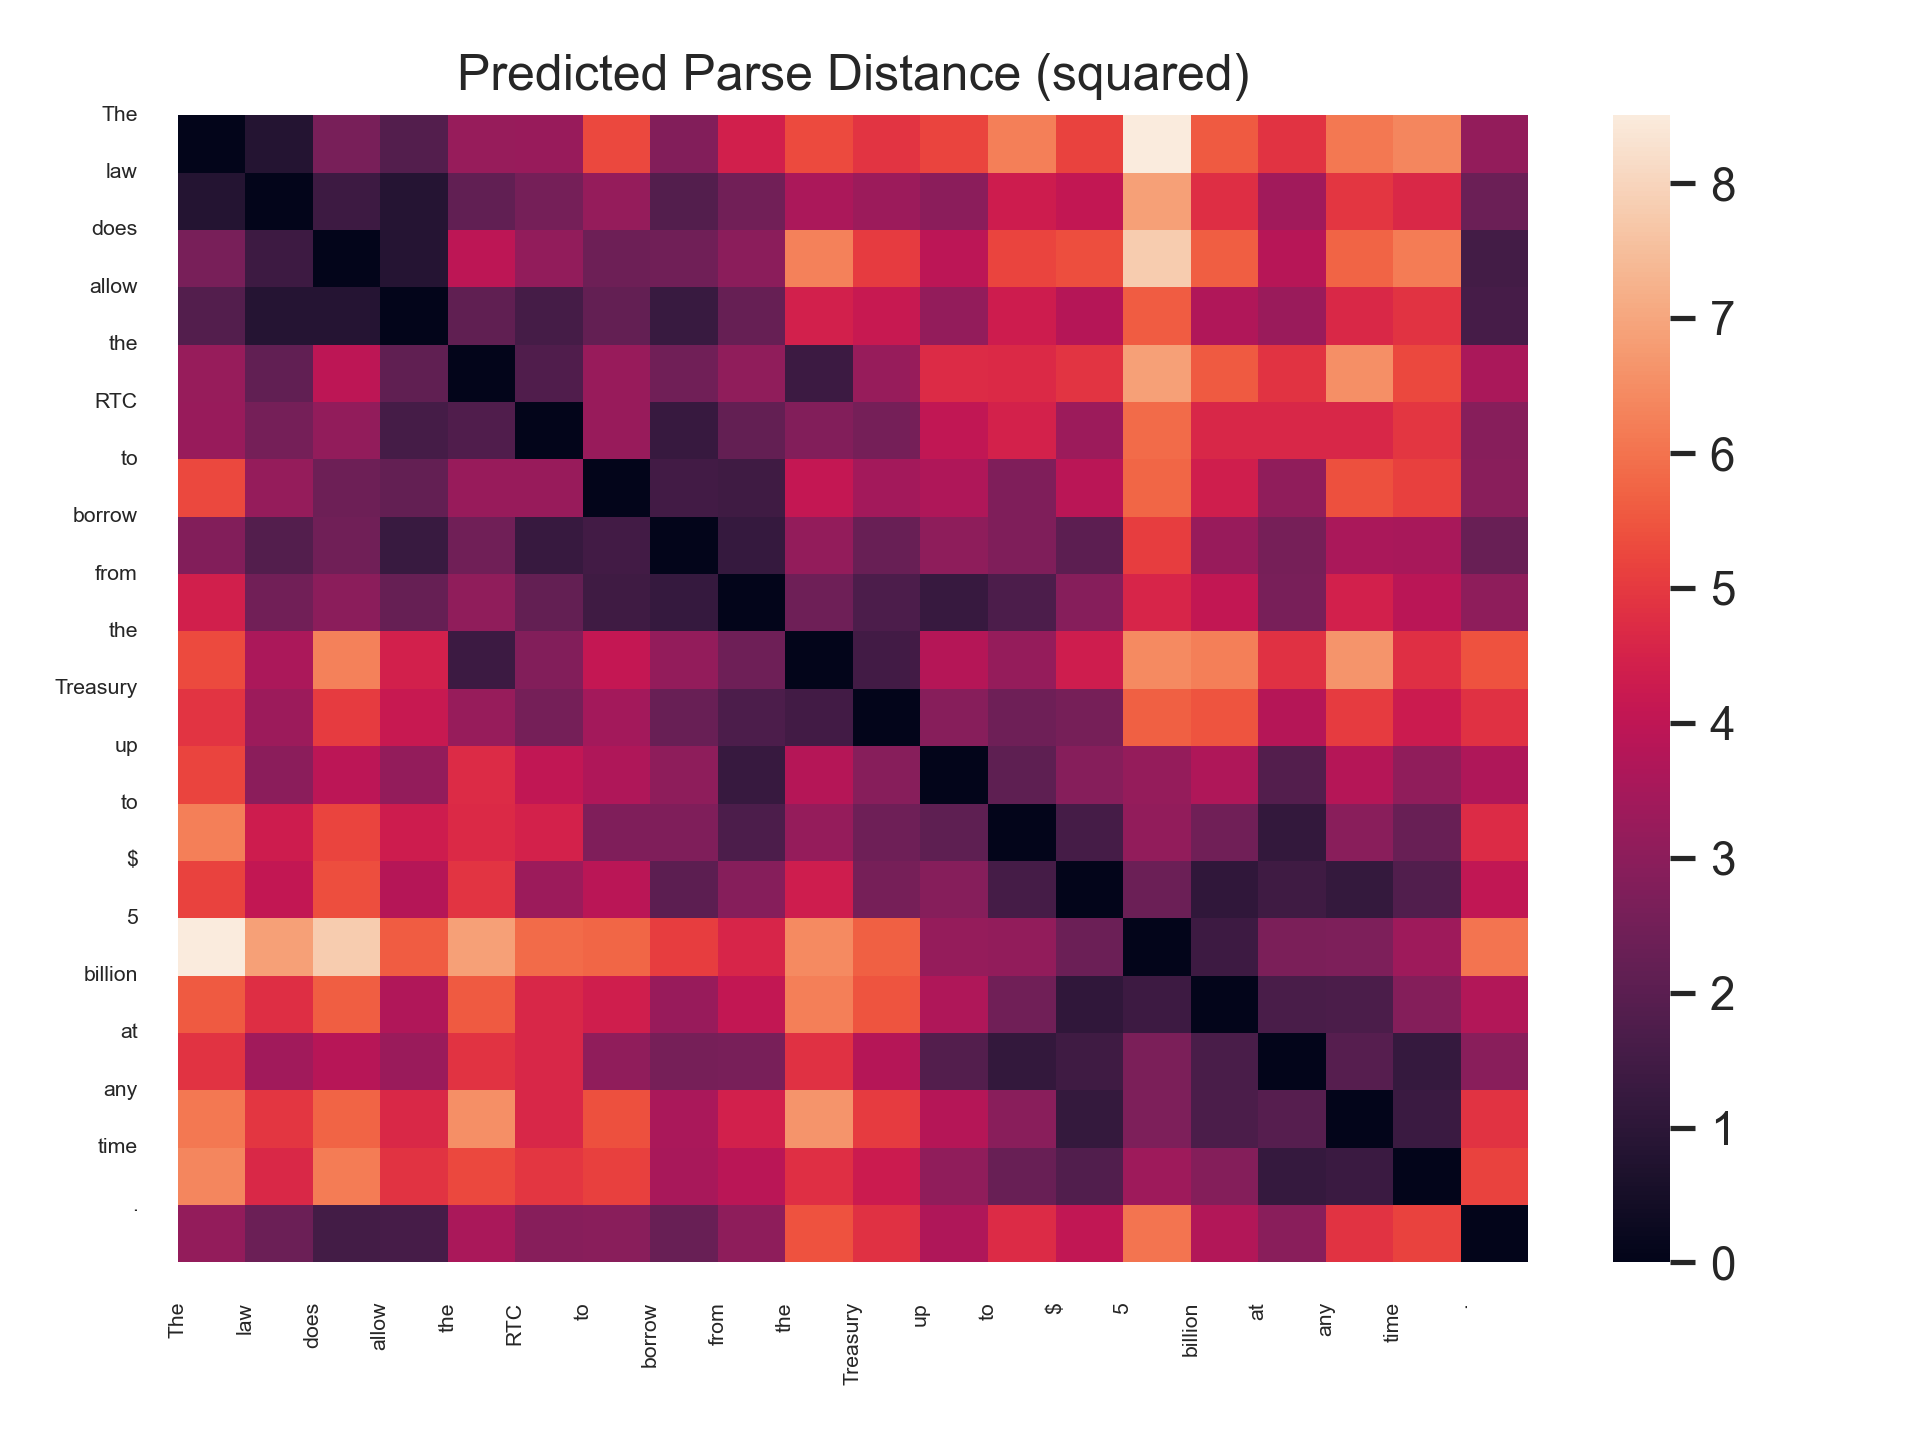 Predicted Parse Distance (squared)
The
law
does
allow
the
RTC
to
borrow
from
the
Treasury
up
to
$
5
billion
at
any
time
.
8
7
6
5
4
3
2
1
0
The law does allow the RTC to borrow from the Treasury up to $ 5 billion at any time .